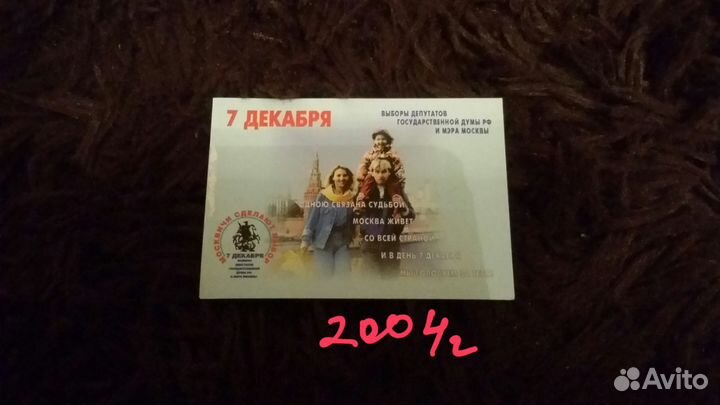 7 ДЕКАБРЯ
ВЫБОРЫ ДЕПУТАТОВ
ГОСУДАРСТВЕННОЙ ДУМЫ РФ
И МЭРА МОСКВЫ
ОДНОЮ СВЯЗАНА СУДЬБОЙ
МОСКВА ЖИВЕТ
СО ВСЕЙ СТРАНОЙ
И В ДЕНЬ 7 ДЕКАБРЯ
МОСКВИЧИ СДЕЛАЮТ ВЫБОР
7 ДЕКАБРЯ
2004г
Avito